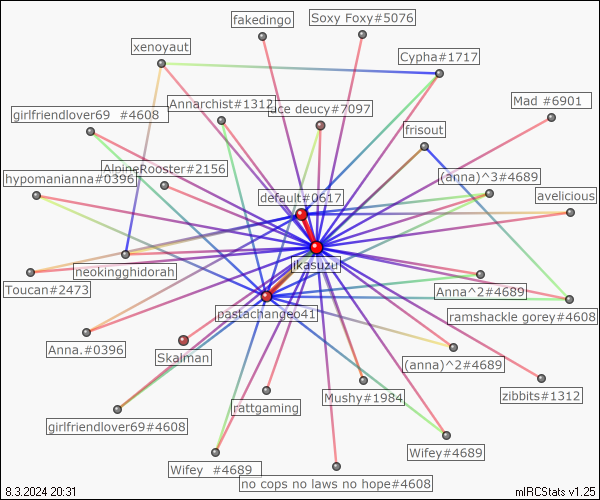 fakedingo
Soxy Foxy#5076
xenoyaut
Cypha#1717
Annarchist#1312
ace deucy#7097
Mad #6901
girlfriendlover69 #4608
frisout
AlpineRooster#2156
hypomanianna#0396
(anna)^3#4689
default#0617
avelicious
neokingghidorah
ikasuzu
Toucan#2473
Anna^2#4689
pastachangeo41
ramshackle gorey#4608
Anna.#0396
Skalman
(anna)^2#4689
zibbits#1312
Mushy#1984
rattgaming
girlfriendlover69#4608
Wifey#4689
Wifey #4689
no cops no laws no hope#4608
8.3.2024 20:31
mIRCStats v1.25